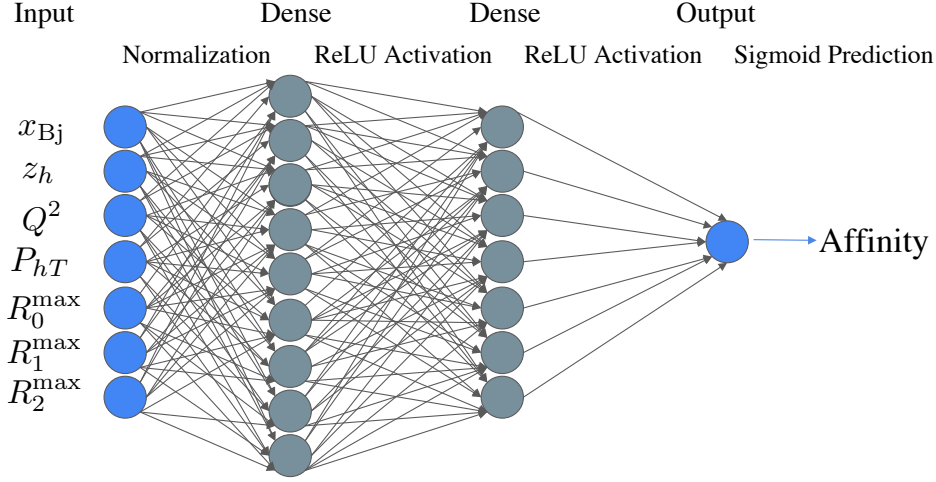 Input Dense Dense Output
Normalization ReLU Activation ReLU Activation Sigmoid Prediction
x_Bj
z_h
Q^2
P_hT
Affinity
R_0^max
R_1^max
R_2^max